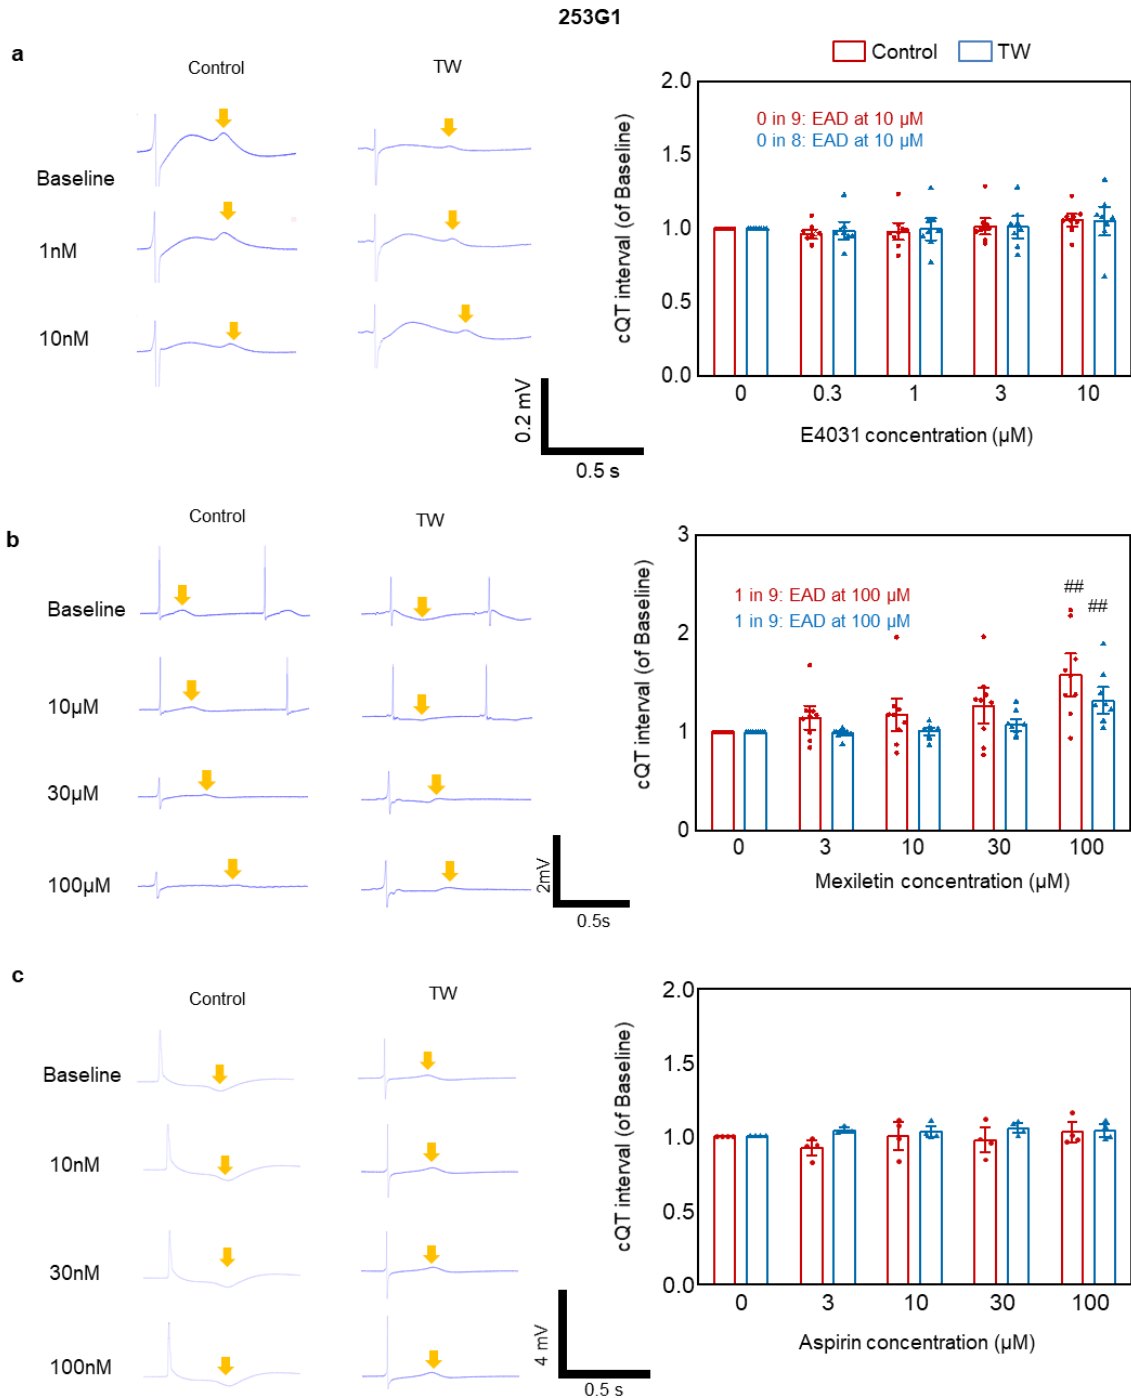 253G1
a
Control
TW
Control
TW
Baseline
1nM
10nM
0.2 mV
0.5 s
cQT interval (of Baseline)
2.0
1.5
1.0
0.5
0.0
0 in 9: EAD at 10 µM
0 in 8: EAD at 10 µM
0
0.3
1
3
10
E4031 concentration (µM)
b
Control
TW
Baseline
10µM
30µM
100µM
2mV
0.5s
cQT interval (of Baseline)
3
2
1
0
1 in 9: EAD at 100 µM
1 in 9: EAD at 100 µM
##
##
0
3
10
30
100
Mexiletin concentration (µM)
c
Control
TW
Baseline
10nM
30nM
100nM
4 mV
0.5 s
cQT interval (of Baseline)
2.0
1.5
1.0
0.5
0.0
0
3
10
30
100
Aspirin concentration (µM)